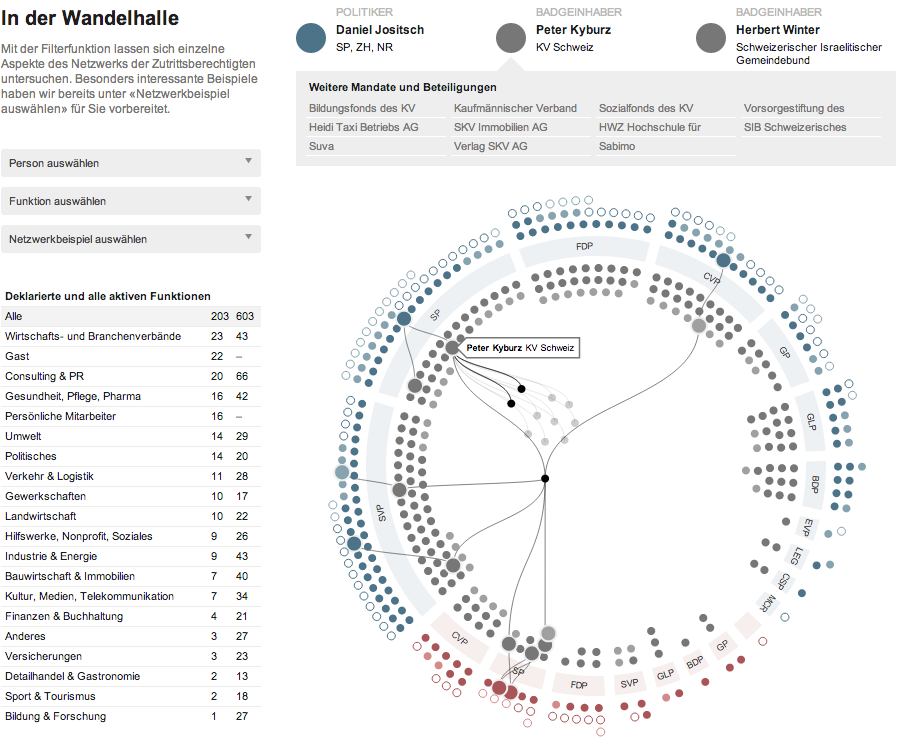 In der Wandelhalle
Mit der Filterfunktion lassen sich einzelne
Aspekte des Netzwerks der Zutrittsberechtigten
untersuchen. Besonders interessante Beispiele
haben wir bereits unter «Netzwerkbeispiel
auswählen» für Sie vorbereitet.
Person auswählen
Funktion auswählen
Netzwerkbeispiel auswählen
Deklarierte und alle aktiven Funktionen
Alle 203 603
Wirtschafts- und Branchenverbände 23 43
Gast 22 –
Consulting & PR 20 66
Gesundheit, Pflege, Pharma 16 42
Persönliche Mitarbeiter 16 –
Umwelt 14 29
Politisches 14 20
Verkehr & Logistik 11 28
Gewerkschaften 10 17
Landwirtschaft 10 22
Hilfswerke, Nonprofit, Soziales 9 26
Industrie & Energie 9 43
Bauwirtschaft & Immobilien 7 40
Kultur, Medien, Telekommunikation 7 34
Finanzen & Buchhaltung 4 21
Anderes 3 27
Versicherungen 3 23
Detailhandel & Gastronomie 2 13
Sport & Tourismus 2 18
Bildung & Forschung 1 27
POLITIKER
Daniel Jositsch
SP, ZH, NR
BADGEINHABER
Peter Kyburz
KV Schweiz
BADGEINHABER
Herbert Winter
Schweizerischer Israelitischer
Gemeindebund
Weitere Mandate und Beteiligungen
Bildungsfonds des KV Kaufmännischer Verband Sozialfonds des KV Vorsorgestiftung des
Heidi Taxi Betriebs AG SKV Immobilien AG HWZ Hochschule für SIB Schweizerisches
Suva Verlag SKV AG Sabimo
FDP
CVP
SP
Peter Kyburz KV Schweiz
GP
GLP
BDP
SVP
EVP
LEG
CSP
MCR
CVP
SP
FDP
SVP
GLP
BDP
GP